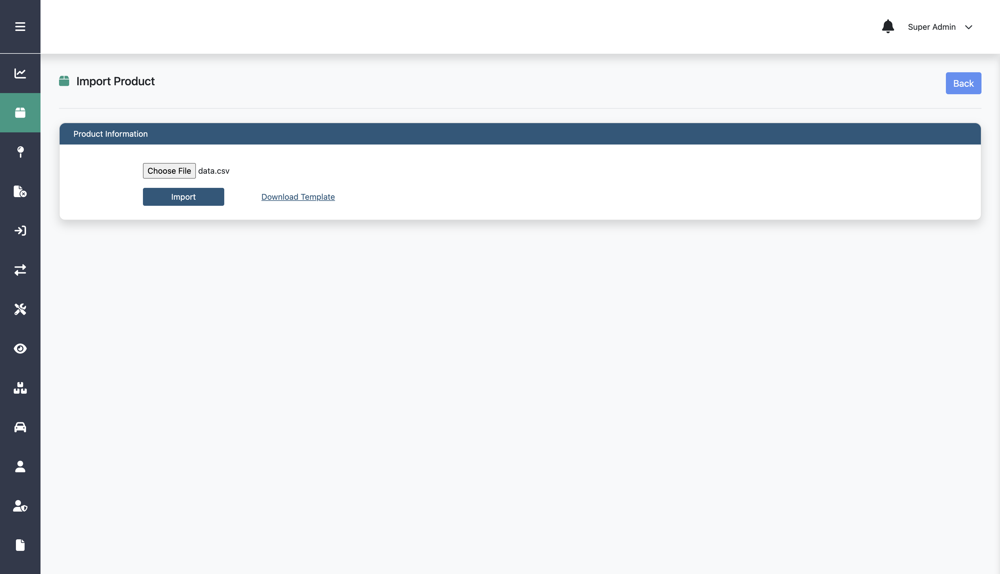 Super Admin
Import Product
Back
Product Information
Choose File data.csv
Import Download Template